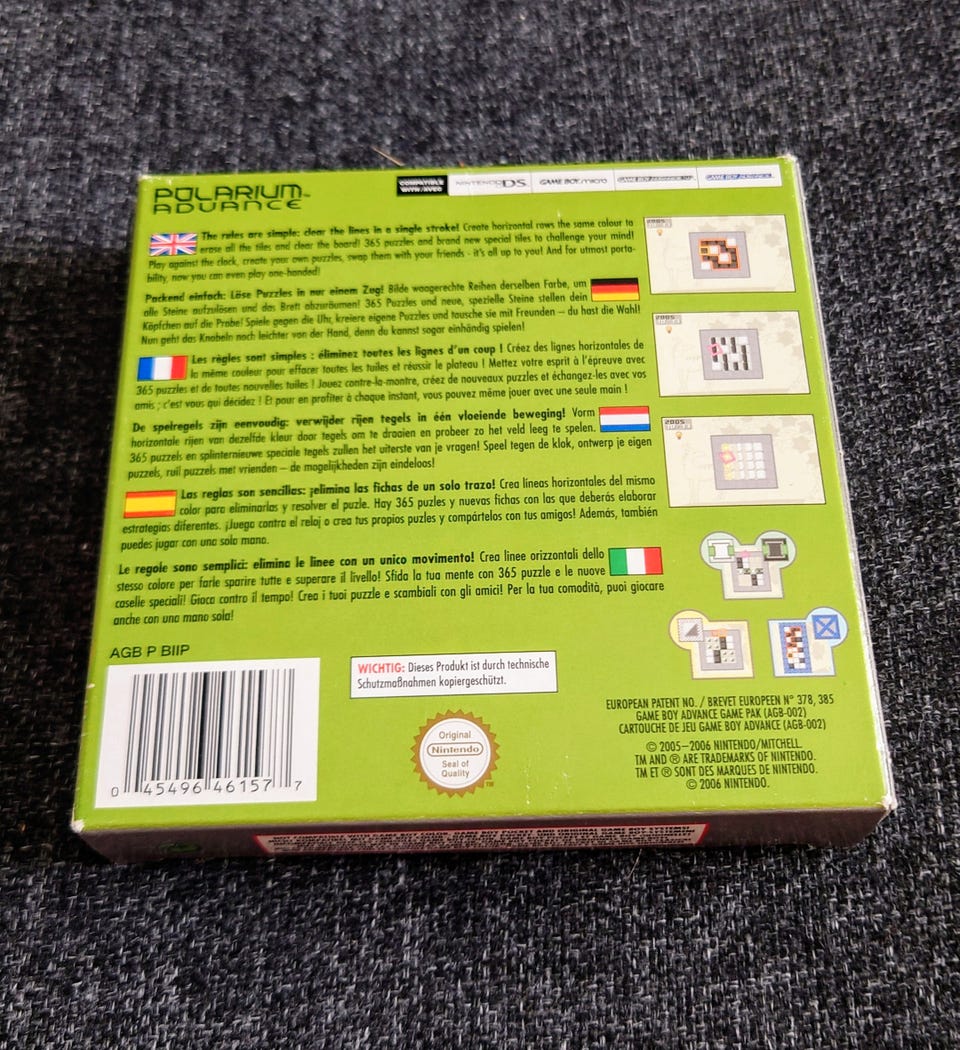 POLARIUM™
ADVANCE
COMPATIBLE
WITH/AVEC
NINTENDO DS
GAME BOY micro
GAME BOY ADVANCE SP
GAME BOY ADVANCE
The rules are simple: clear the lines in a single stroke! Create horizontal rows the same colour to
erase all the tiles and clear the board! 365 puzzles and brand new special tiles to challenge your mind!
Play against the clock, create your own puzzles, swap them with your friends - it's all up to you! And for utmost porta-
bility, now you can even play one-handed!
Packend einfach: Löse Puzzles in nur einem Zug! Bilde waagerechte Reihen derselben Farbe, um
alle Steine aufzulösen und das Brett abzuräumen! 365 Puzzles und neue, spezielle Steine stellen dein
Köpfchen auf die Probe! Spiele gegen die Uhr, kreiere eigene Puzzles und tausche sie mit Freunden – du hast die Wahl!
Nun geht das Knobeln noch leichter von der Hand, denn du kannst sogar einhändig spielen!
Les règles sont simples : éliminez toutes les lignes d'un coup ! Créez des lignes horizontales de
la même couleur pour effacer toutes les tuiles et réussir le plateau ! Mettez votre esprit à l'épreuve avec
365 puzzles et de toutes nouvelles tuiles ! Jouez contre-la-montre, créez de nouveaux puzzles et échangez-les avec vos
amis ; c'est vous qui décidez ! Et pour en profiter à chaque instant, vous pouvez même jouer avec une seule main !
De spelregels zijn eenvoudig: verwijder rijen tegels in één vloeiende beweging! Vorm
horizontale rijen van dezelfde kleur door tegels om te draaien en probeer zo het veld leeg te spelen.
365 puzzels en splinternieuwe speciale tegels zullen het uiterste van je vragen! Speel tegen de klok, ontwerp je eigen
puzzels, ruil puzzels met vrienden – de mogelijkheden zijn eindeloos!
Las reglas son sencillas: ¡elimina las fichas de un solo trazo! Crea líneas horizontales del mismo
color para eliminarlas y resolver el puzle. Hay 365 puzles y nuevas fichas con las que deberás elaborar
estrategias diferentes. ¡Juega contra el reloj o crea tus propios puzles y compártelos con tus amigos! Además, también
puedes jugar con una sola mano.
Le regole sono semplici: elimina le linee con un unico movimento! Crea linee orizzontali dello
stesso colore per farle sparire tutte e superare il livello! Sfida la tua mente con 365 puzzle e le nuove
caselle speciali! Gioca contro il tempo! Crea i tuoi puzzle e scambiali con gli amici! Per la tua comodità, puoi giocare
anche con una mano sola!
2005
2005
2005
AGB P BIIP
0 45496 46157 7
WICHTIG: Dieses Produkt ist durch technische
Schutzmaßnahmen kopiergeschützt.
Original
Nintendo
Seal of
Quality
TM
EUROPEAN PATENT NO. / BREVET EUROPEEN N° 378, 385
GAME BOY ADVANCE GAME PAK (AGB-002)
CARTOUCHE DE JEU GAME BOY ADVANCE (AGB-002)
© 2005–2006 NINTENDO/MITCHELL.
TM AND ® ARE TRADEMARKS OF NINTENDO.
TM ET ® SONT DES MARQUES DE NINTENDO.
© 2006 NINTENDO.